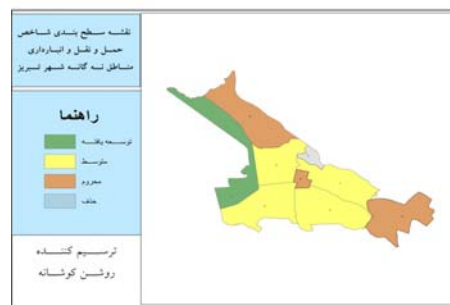 نقشه سطح بندی شاخص
حمل و نقل و انبارداری
مناطق نه گانه شهر تبریز
راهنما
توسعه یافته
متوسط
محروم
حذف
ترسیم کننده
روشن کوشانه